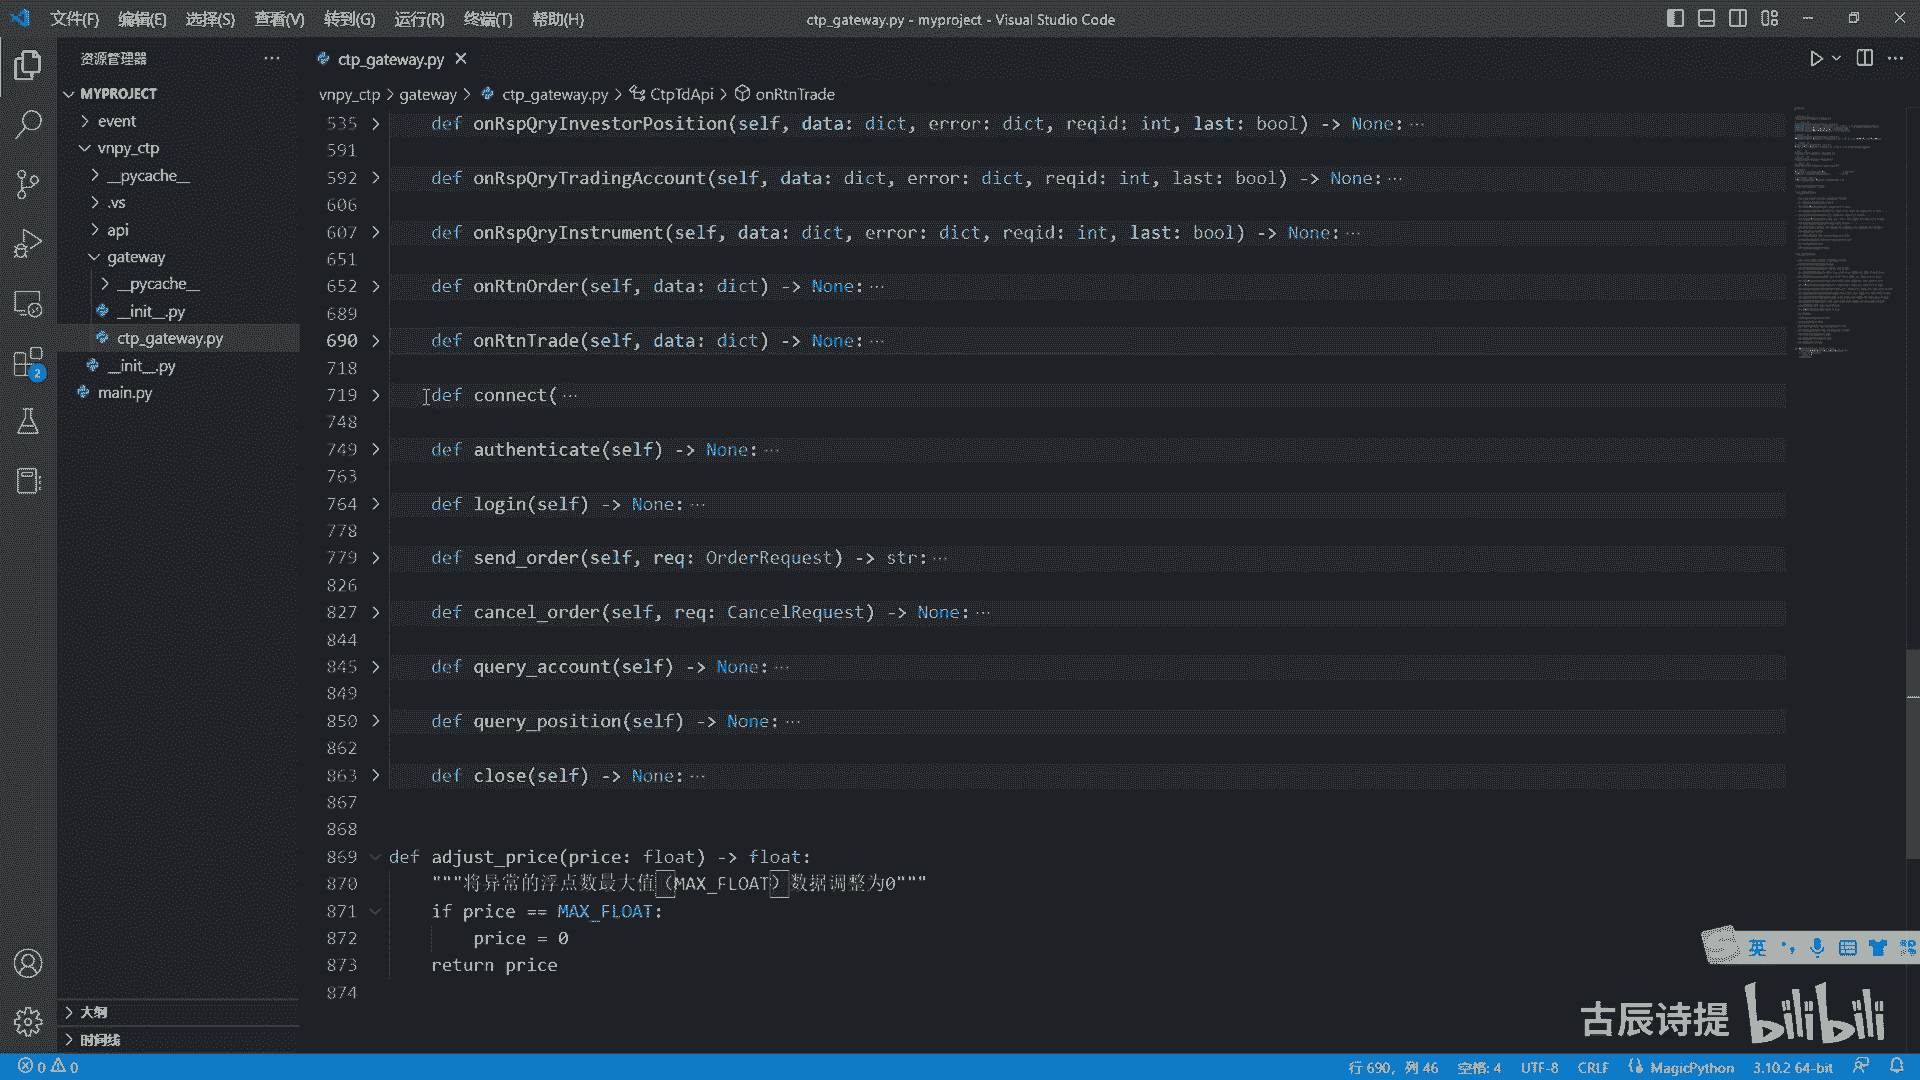 文件(F) 编辑(E) 选择(S) 查看(V) 转到(G) 运行(R) 终端(T) 帮助(H)
ctp_gateway.py - myproject - Visual Studio Code
资源管理器
MYPROJECT
event
vnpy_ctp
__pycache__
.vs
api
gateway
__pycache__
__init__.py
ctp_gateway.py
__init__.py
main.py
大纲
时间线
2
ctp_gateway.py
vnpy_ctp > gateway > ctp_gateway.py > CtpTdApi > onRtnTrade
535 def onRspQryInvestorPosition(self, data: dict, error: dict, reqid: int, last: bool) -> None:…
591
592 def onRspQryTradingAccount(self, data: dict, error: dict, reqid: int, last: bool) -> None:…
606
607 def onRspQryInstrument(self, data: dict, error: dict, reqid: int, last: bool) -> None:…
651
652 def onRtnOrder(self, data: dict) -> None:…
689
690 def onRtnTrade(self, data: dict) -> None:…
718
719 def connect(…
748
749 def authenticate(self) -> None:…
763
764 def login(self) -> None:…
778
779 def send_order(self, req: OrderRequest) -> str:…
826
827 def cancel_order(self, req: CancelRequest) -> None:…
844
845 def query_account(self) -> None:…
849
850 def query_position(self) -> None:…
862
863 def close(self) -> None:…
867
868
869 def adjust_price(price: float) -> float:
870 """将异常的浮点数最大值（MAX_FLOAT）数据调整为0"""
871 if price == MAX_FLOAT:
872 price = 0
873 return price
874
英
古辰诗提 bilibili
0 0
行 690，列 46 空格: 4 UTF-8 CRLF MagicPython 3.10.2 64-bit